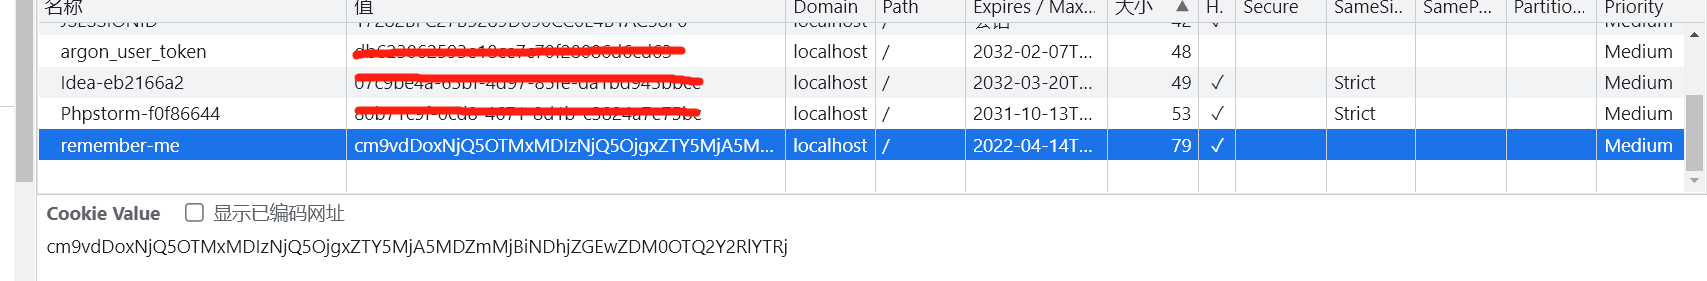 名称 值 Domain Path Expires / Max... 大小 ▲ H. Secure SameSi... SameP... Partitio... Priority
JSESSIONID 42 ✓ Medium
argon_user_token localhost / 2032-02-07T... 48 Medium
Idea-eb2166a2 localhost / 2032-03-20T... 49 ✓ Strict Medium
Phpstorm-f0f86644 localhost / 2031-10-13T... 53 ✓ Strict Medium
remember-me cm9vdDoxNjQ5OTMxMDIzNjQ5OjgxZTY5MjA5M... localhost / 2022-04-14T... 79 ✓ Medium
Cookie Value 显示已编码网址
cm9vdDoxNjQ5OTMxMDIzNjQ5OjgxZTY5MjA5MDZmMjBiNDhjZGEwZDM0OTQ2Y2RlYTRj